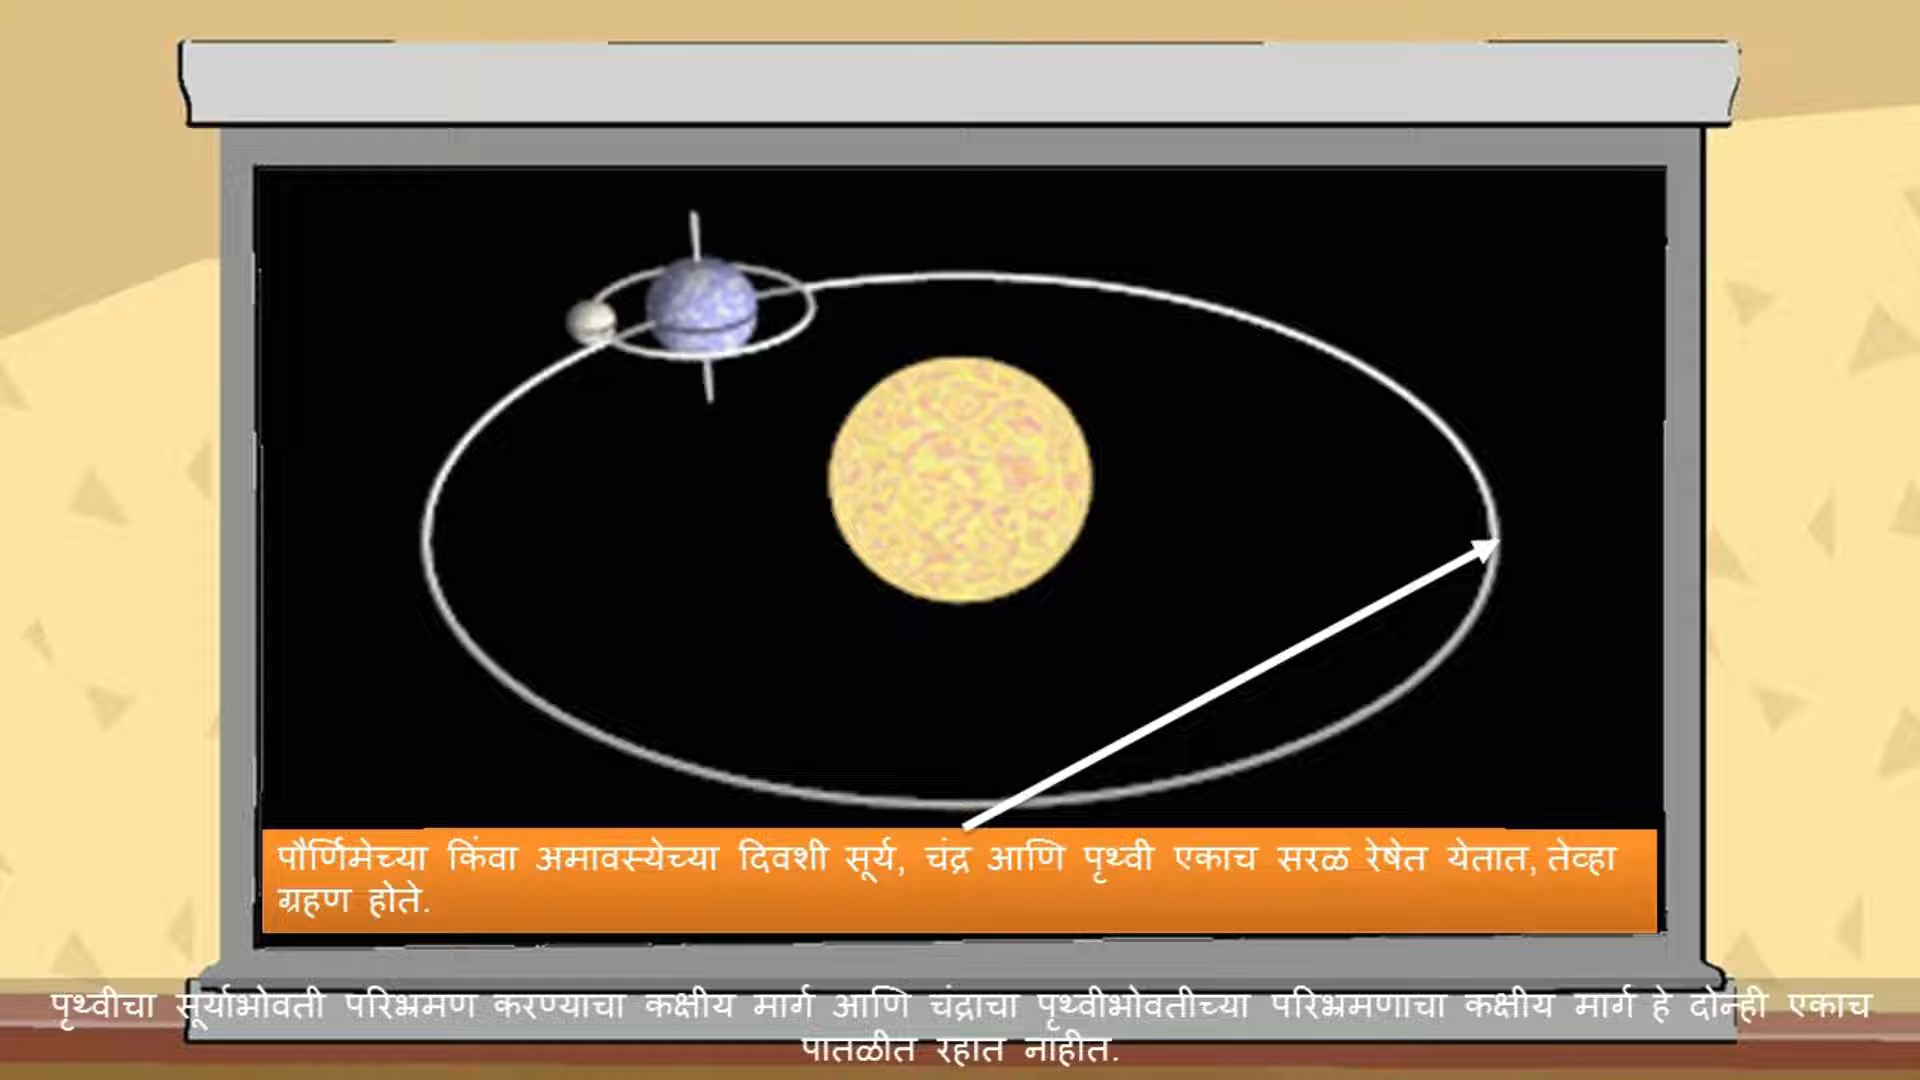 पौर्णिमेच्या किंवा अमावस्येच्या दिवशी सूर्य, चंद्र आणि पृथ्वी एकाच सरळ रेषेत येतात, तेव्हा
ग्रहण होते.
पृथ्वीचा सूर्याभोवती परिभ्रमण करण्याचा कक्षीय मार्ग आणि चंद्राचा पृथ्वीभोवतीच्या परिभ्रमणाचा कक्षीय मार्ग हे दोन्ही एकाच
पातळीत रहात नाहीत.